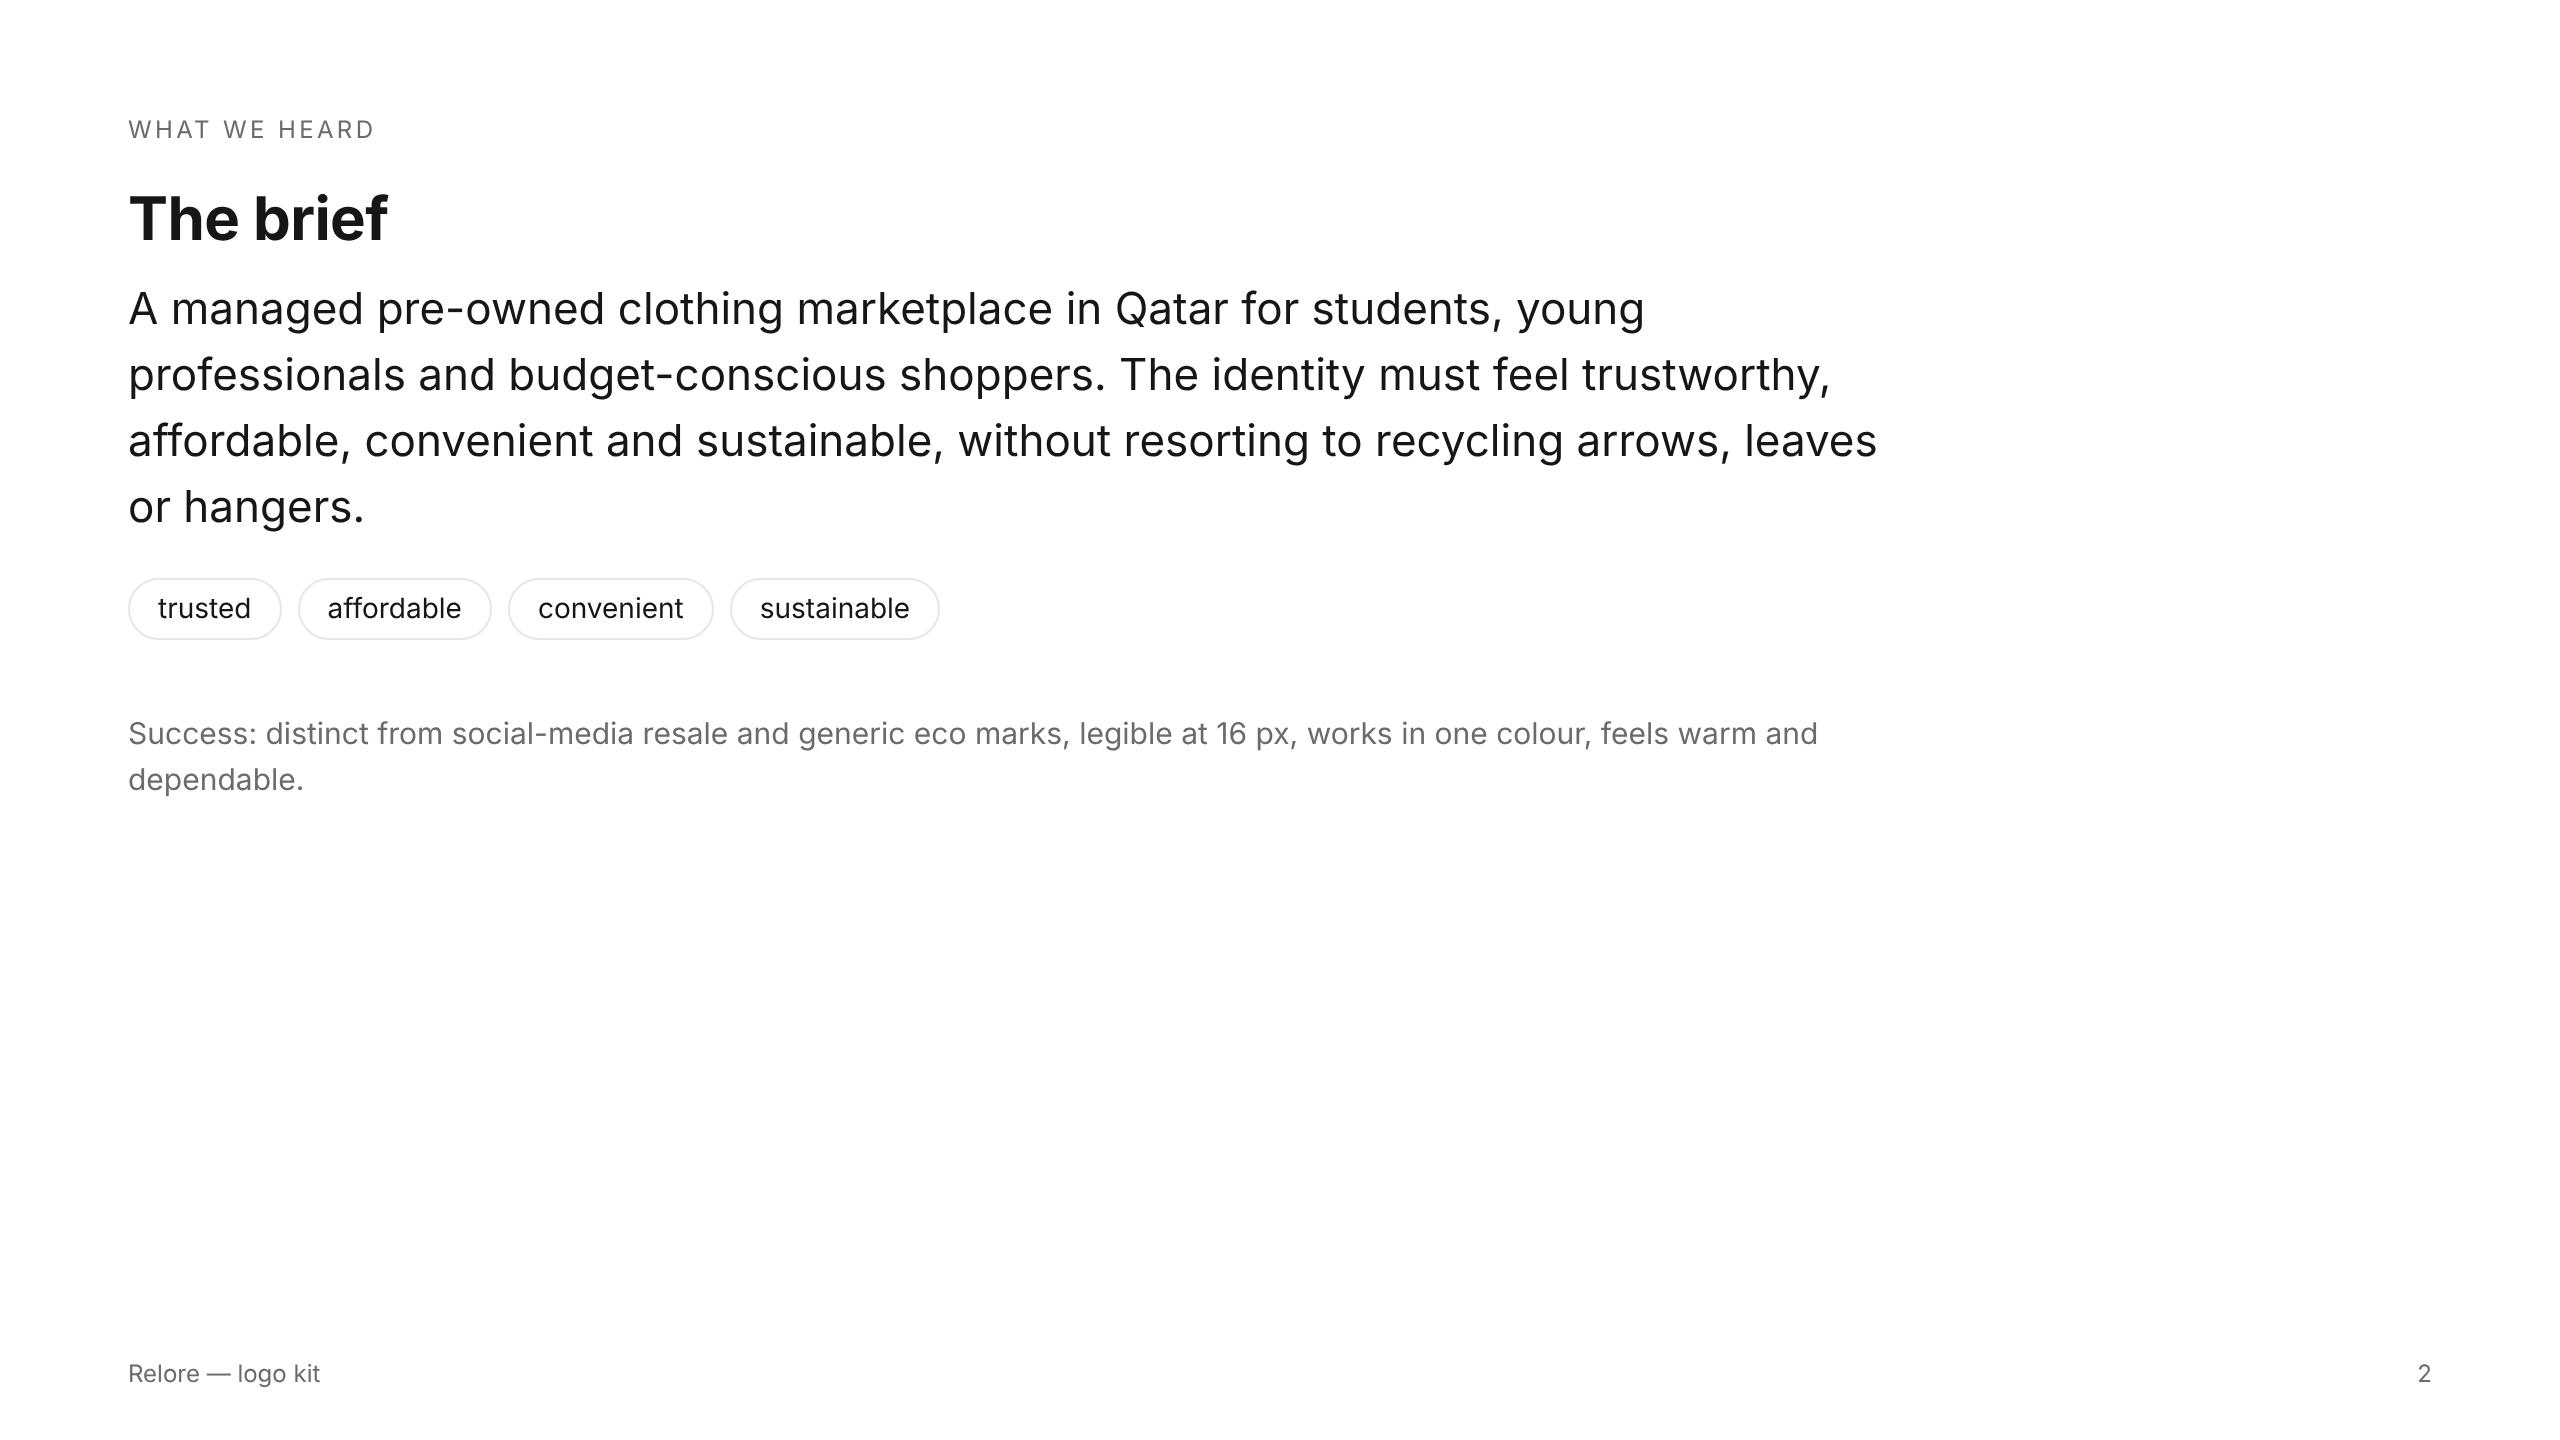 WHAT WE HEARD
The brief
A managed pre-owned clothing marketplace in Qatar for students, young
professionals and budget-conscious shoppers. The identity must feel trustworthy,
affordable, convenient and sustainable, without resorting to recycling arrows, leaves
or hangers.
trusted affordable convenient sustainable
Success: distinct from social-media resale and generic eco marks, legible at 16 px, works in one colour, feels warm and
dependable.
Relore — logo kit 2